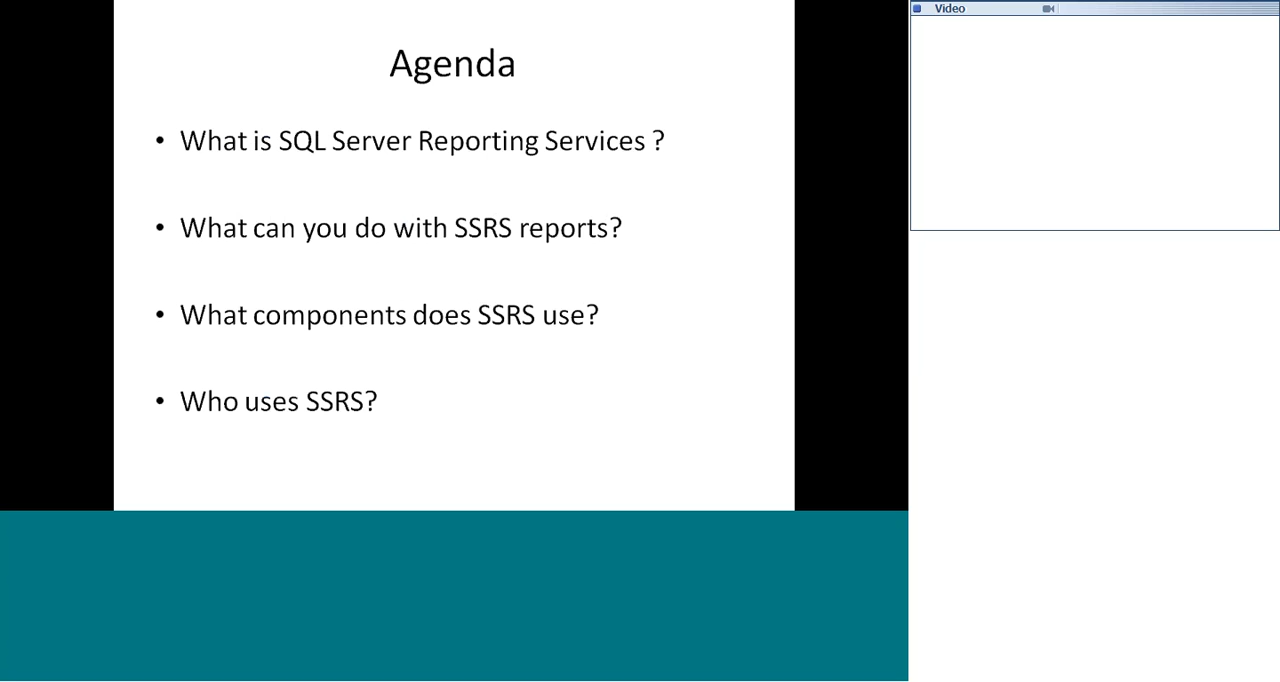 Agenda
• What is SQL Server Reporting Services ?
• What can you do with SSRS reports?
• What components does SSRS use?
• Who uses SSRS?
Video